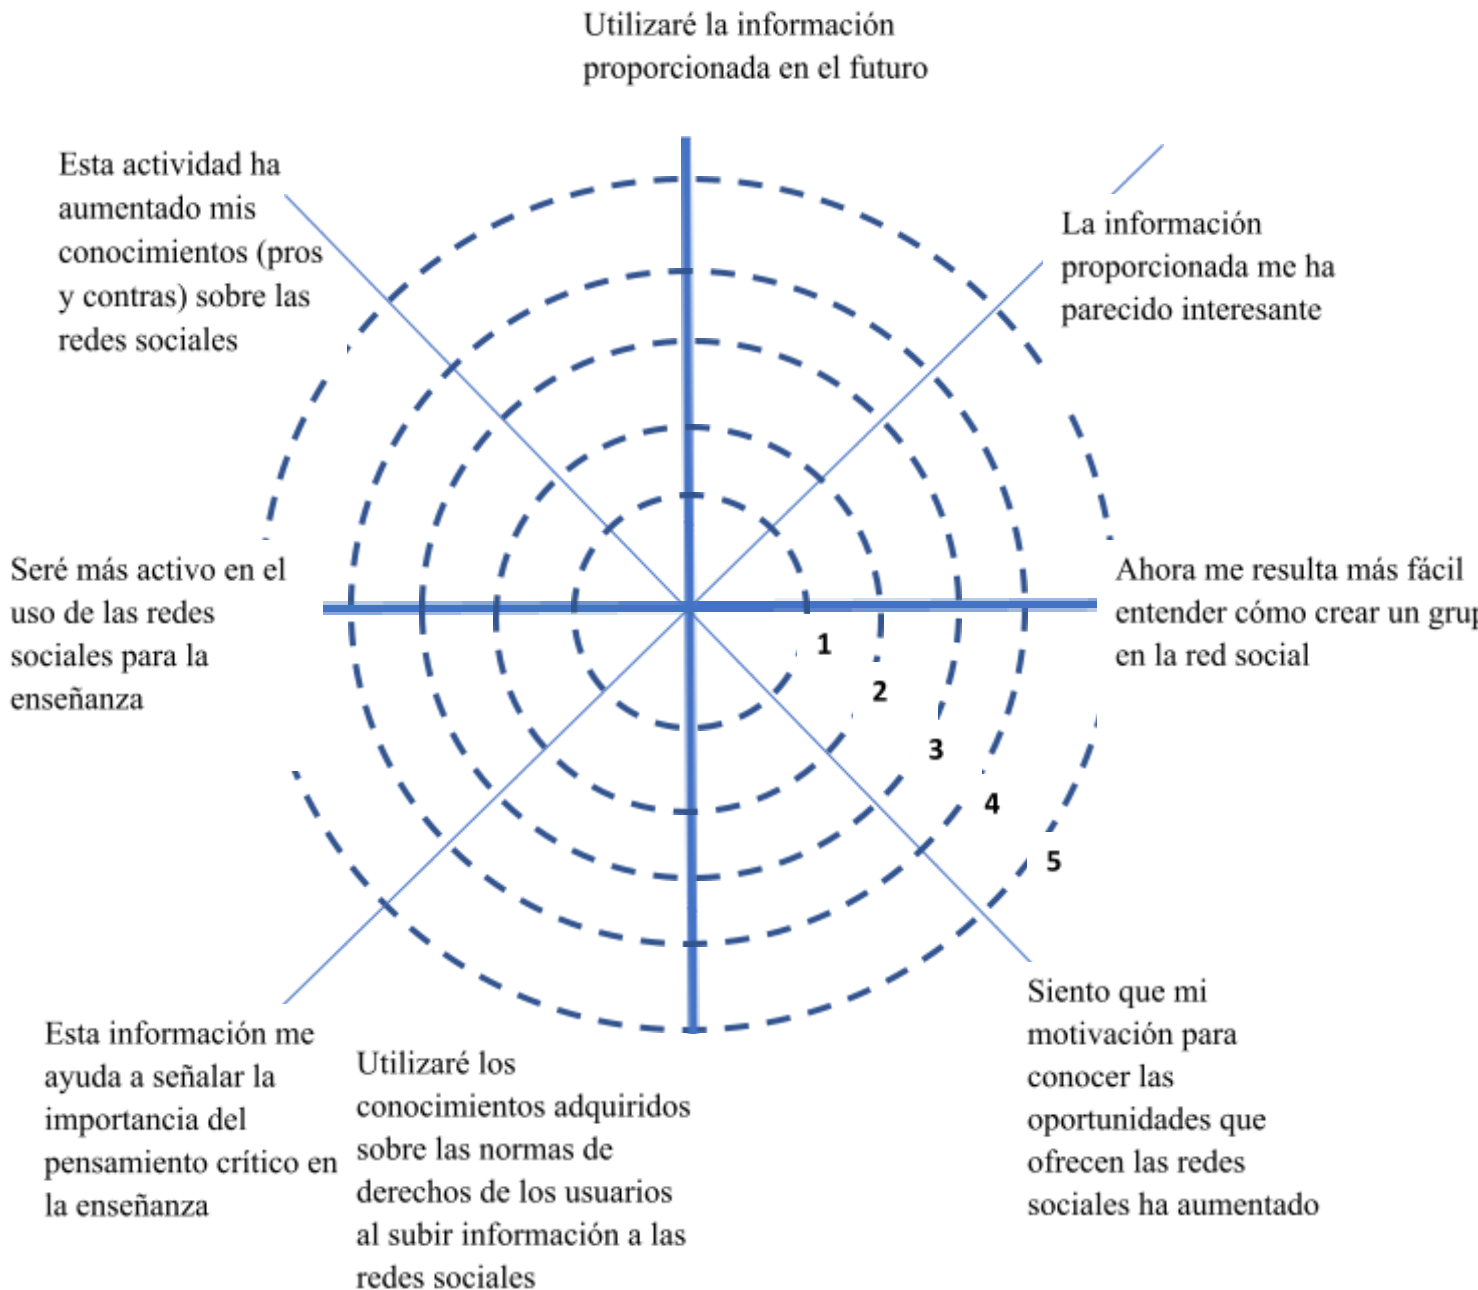 Utilizaré la información
proporcionada en el futuro
Esta actividad ha
aumentado mis
conocimientos (pros
y contras) sobre las
redes sociales
La información
proporcionada me ha
parecido interesante
Seré más activo en el
uso de las redes
sociales para la
enseñanza
Ahora me resulta más fácil
entender cómo crear un grup
en la red social
1
2
3
4
5
Siento que mi
motivación para
conocer las
oportunidades que
ofrecen las redes
sociales ha aumentado
Esta información me
ayuda a señalar la
importancia del
pensamiento crítico en
la enseñanza
Utilizaré los
conocimientos adquiridos
sobre las normas de
derechos de los usuarios
al subir información a las
redes sociales